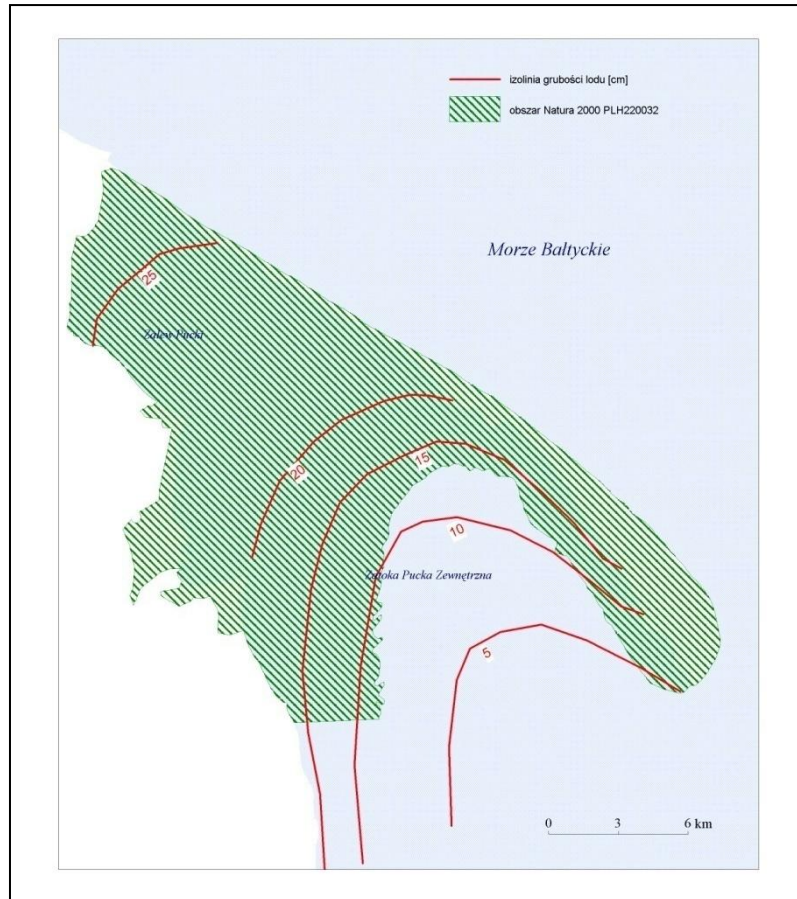 izolinia grubości lodu [cm]
obszar Natura 2000 PLH220032
Morze Bałtyckie
25
Zalew Pucki
20
15
10
Zatoka Pucka Zewnętrzna
5
0 3 6 km